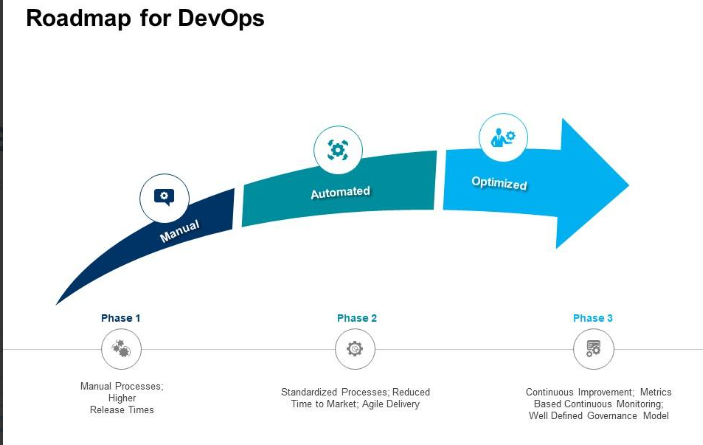 Roadmap for DevOps
Manual
Automated
Optimized
Phase 1
Manual Processes;
Higher
Release Times
Phase 2
Standardized Processes; Reduced
Time to Market; Agile Delivery
Phase 3
Continuous Improvement; Metrics
Based Continuous Monitoring;
Well Defined Governance Model